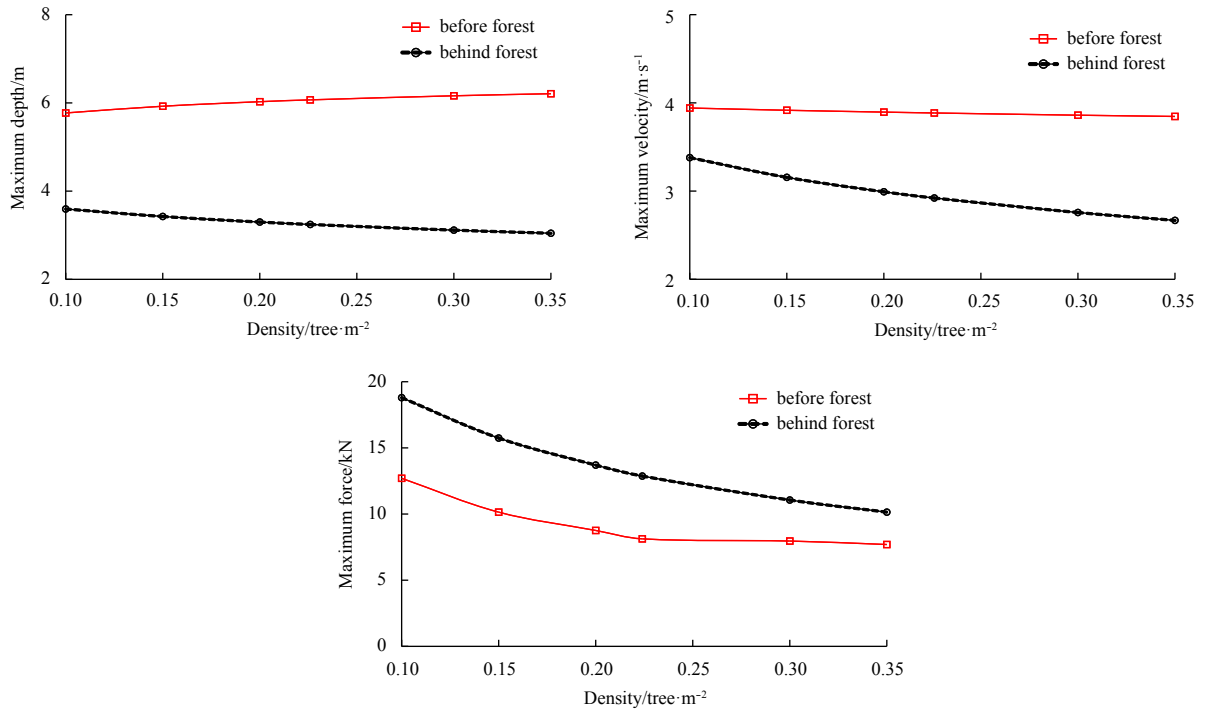 Maximum depth/m
8
6
4
2
before forest
behind forest
0.10 0.15 0.20 0.25 0.30 0.35
Density/tree·m⁻²
Maximum velocity/m·s⁻¹
5
4
3
2
before forest
behind forest
0.10 0.15 0.20 0.25 0.30 0.35
Density/tree·m⁻²
Maximum force/kN
20
15
10
5
0
before forest
behind forest
0.10 0.15 0.20 0.25 0.30 0.35
Density/tree·m⁻²